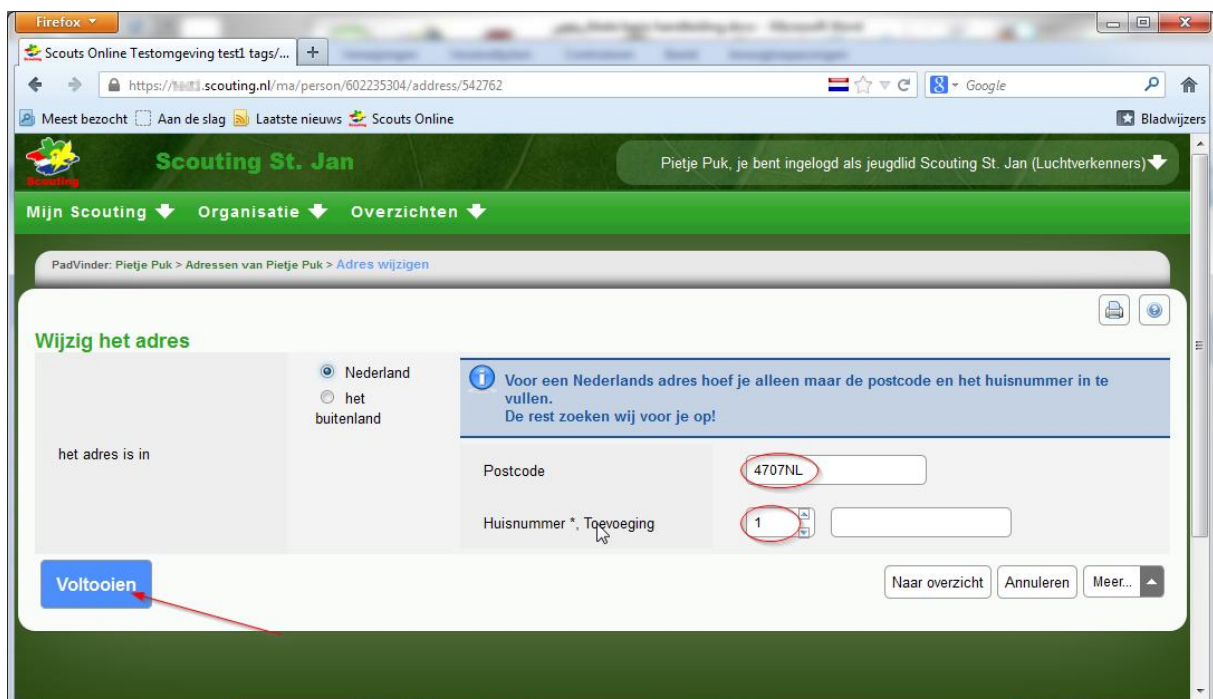 Firefox
Scouts Online Testomgeving test1 tags/...
https:// .scouting.nl/ma/person/602235304/address/542762
Google
Meest bezocht Aan de slag Laatste nieuws Scouts Online Bladwijzers
Scouting
Scouting St. Jan
Pietje Puk, je bent ingelogd als jeugdlid Scouting St. Jan (Luchtverkenners)
Mijn Scouting Organisatie Overzichten
PadVinder: Pietje Puk > Adressen van Pietje Puk > Adres wijzigen
Wijzig het adres
het adres is in
Nederland
het
buitenland
Voor een Nederlands adres hoef je alleen maar de postcode en het huisnummer in te
vullen.
De rest zoeken wij voor je op!
Postcode 4707NL
Huisnummer *, Toevoeging 1
Voltooien
Naar overzicht Annuleren Meer...